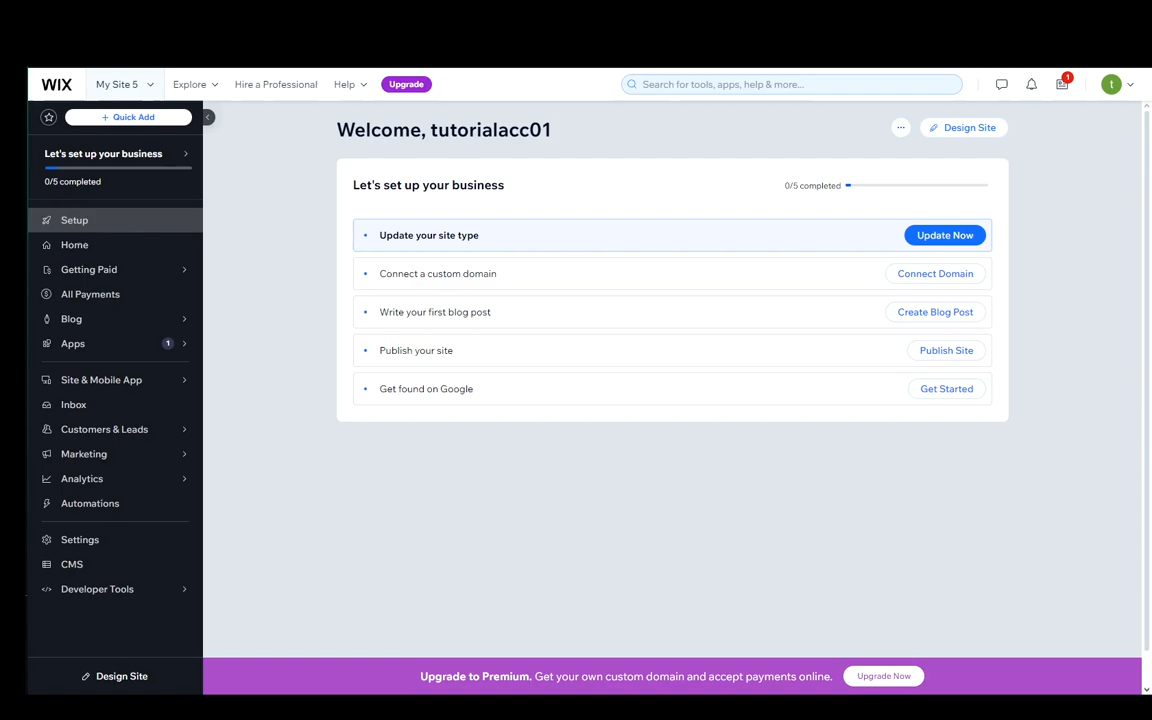 WIX
My Site 5
Explore
Hire a Professional
Help
Upgrade
Search for tools, apps, help & more...
1
t
+ Quick Add
Let's set up your business
0/5 completed
Setup
Home
Getting Paid
All Payments
Blog
Apps
1
Site & Mobile App
Inbox
Customers & Leads
Marketing
Analytics
Automations
Settings
CMS
Developer Tools
Design Site
Welcome, tutorialacc01
Design Site
Let's set up your business
0/5 completed
Update your site type
Update Now
Connect a custom domain
Connect Domain
Write your first blog post
Create Blog Post
Publish your site
Publish Site
Get found on Google
Get Started
Upgrade to Premium. Get your own custom domain and accept payments online.
Upgrade Now